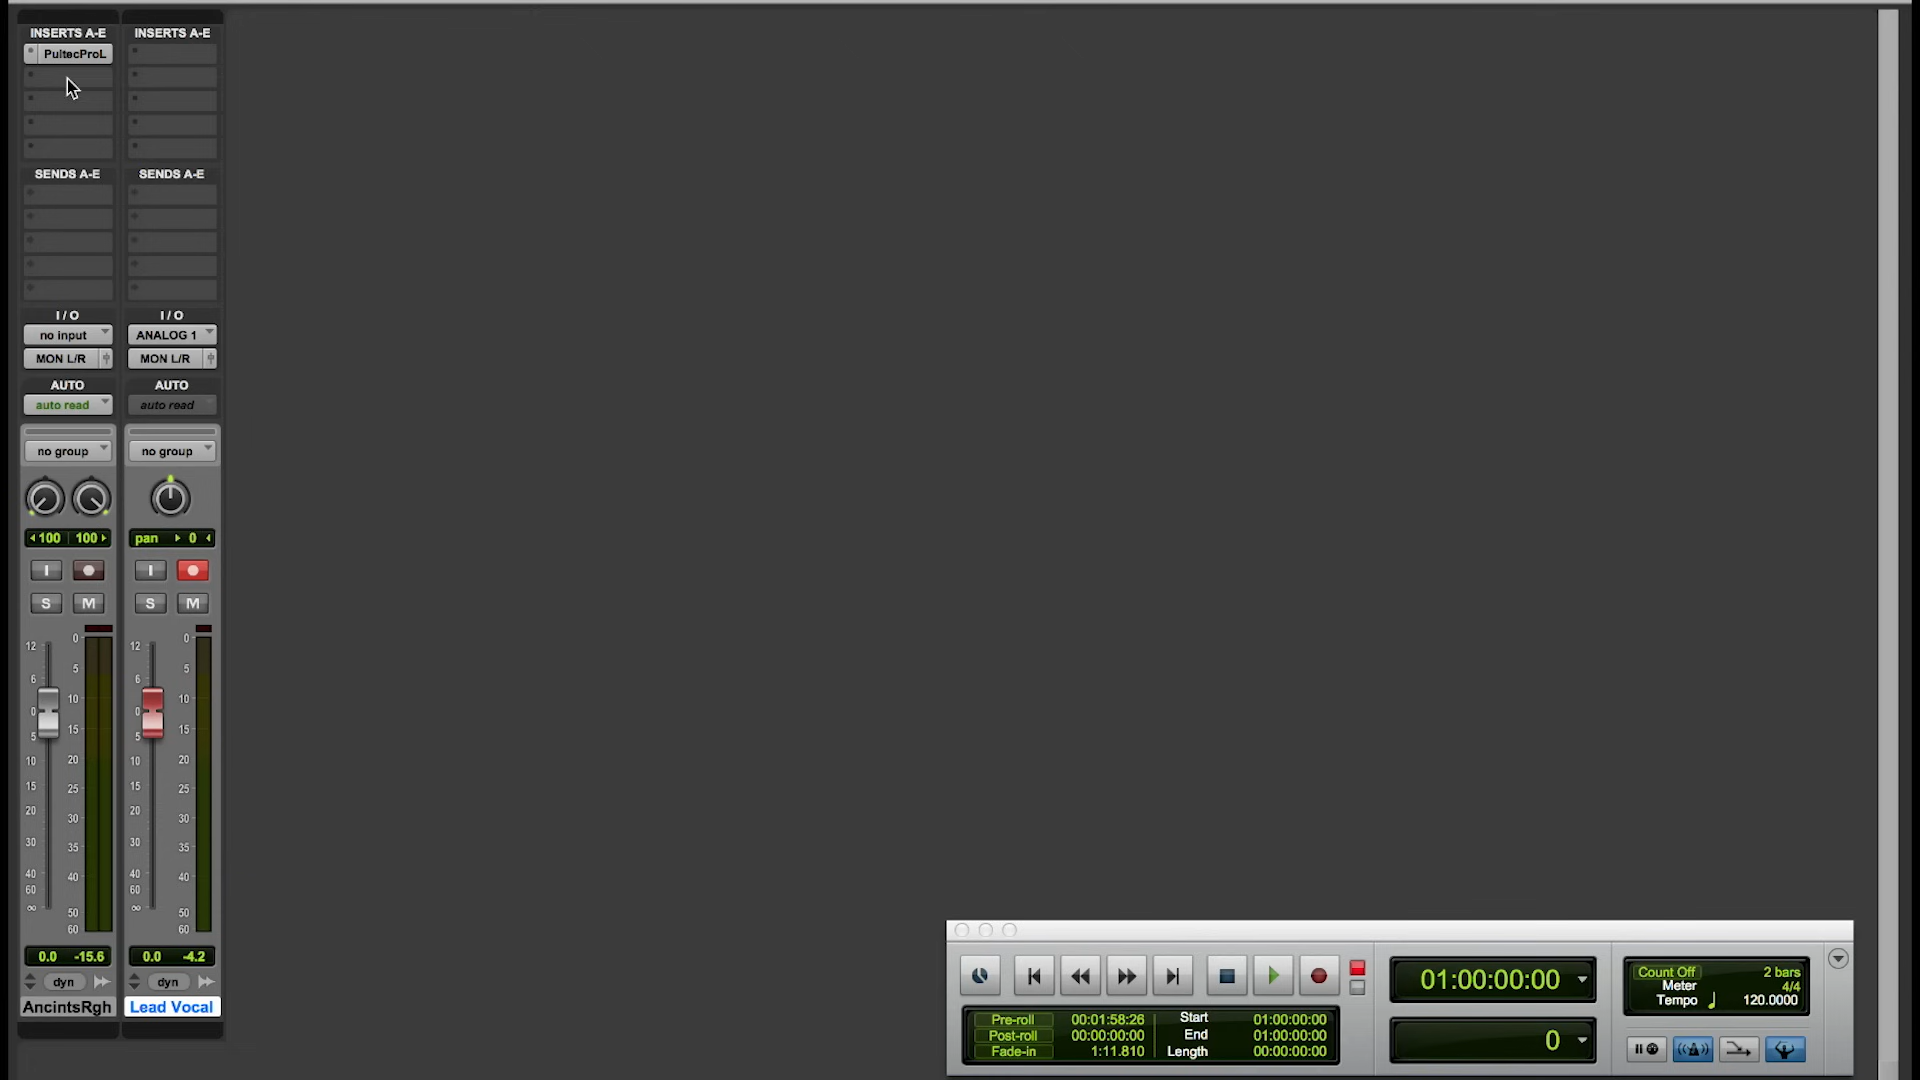 INSERTS A-E INSERTS A-E
PultecProL
SENDS A-E SENDS A-E
I / O I / O
no input ANALOG 1
MON L/R MON L/R
AUTO AUTO
auto read auto read
no group no group
100 100 pan 0
I I
S M S M
12 0 12 0
6 5 6 5
0 10 0 10
5 15 5 15
10 20 10 20
15 25 15 25
20 30 20 30
30 35 30 35
40 40 40 40
60 60
∞ 50 ∞ 50
60 60
0.0 -15.6 0.0 -4.2
dyn dyn
AncintsRgh Lead Vocal
01:00:00:00
Count Off 2 bars
Meter 4/4
Tempo 120.0000
Pre-roll 00:01:58:26 Start 01:00:00:00
Post-roll 00:00:00:00 End 01:00:00:00
Fade-in 1:11.810 Length 00:00:00:00
0